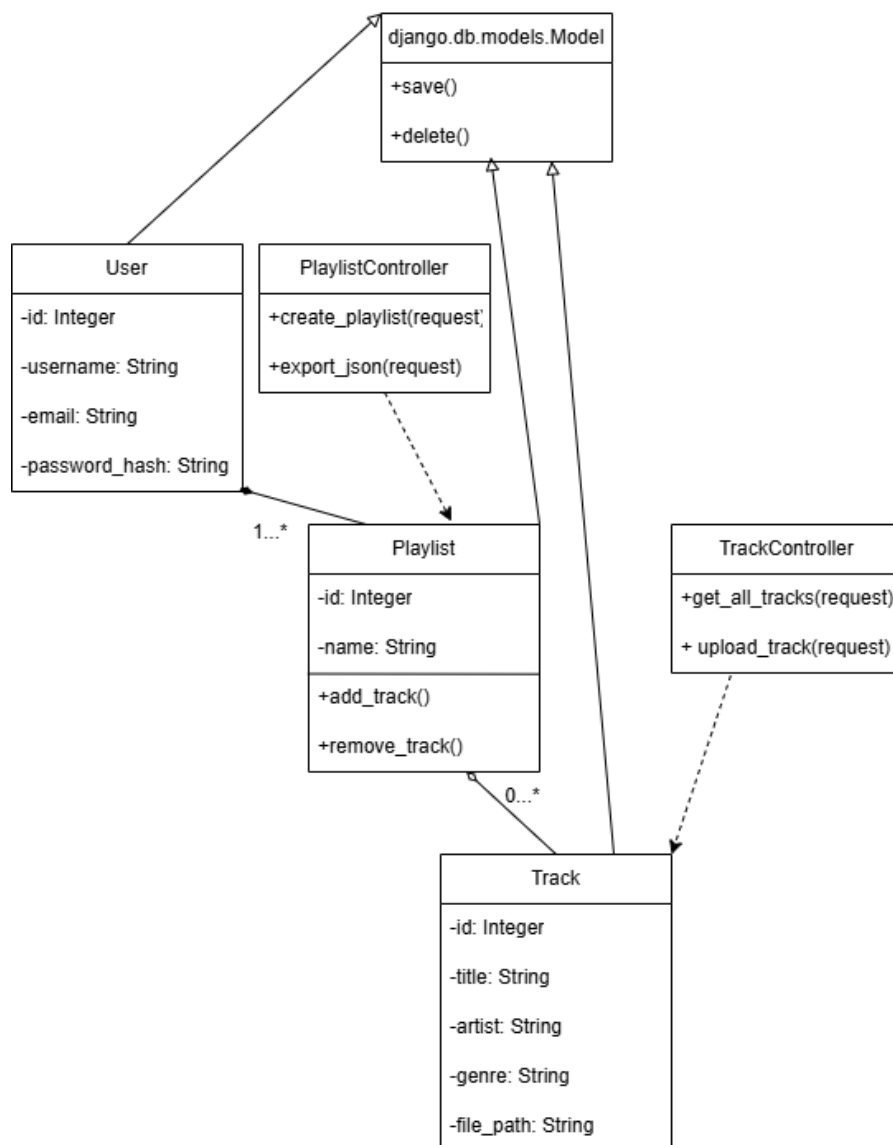 django.db.models.Model
+save()
+delete()
User
-id: Integer
-username: String
-email: String
-password_hash: String
PlaylistController
+create_playlist(request)
+export_json(request)
1...*
Playlist
-id: Integer
-name: String
+add_track()
+remove_track()
TrackController
+get_all_tracks(request)
+ upload_track(request)
0...*
Track
-id: Integer
-title: String
-artist: String
-genre: String
-file_path: String